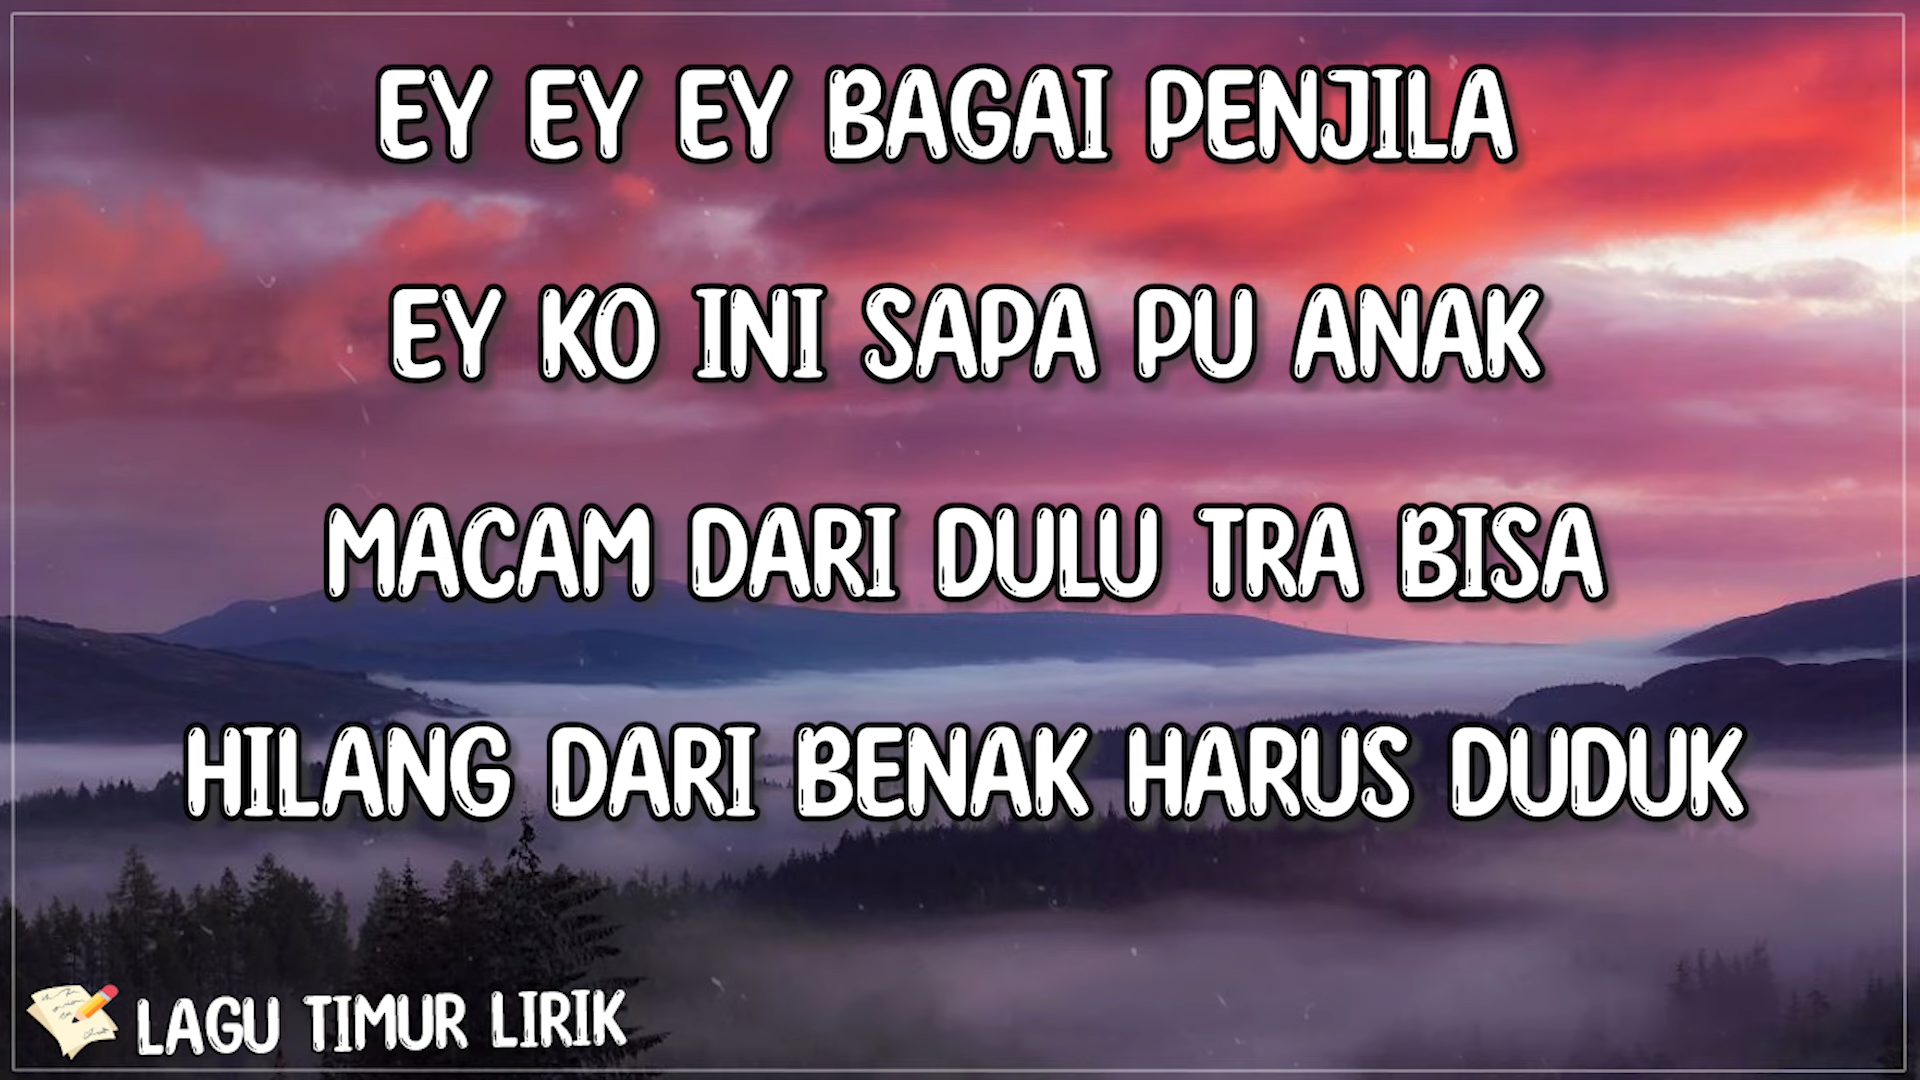 EY EY EY BAGAI PENJILA
EY KO INI SAPA PU ANAK
MACAM DARI DULU TRA BISA
HILANG DARI BENAK HARUS DUDUK
LAGU TIMUR LIRIK